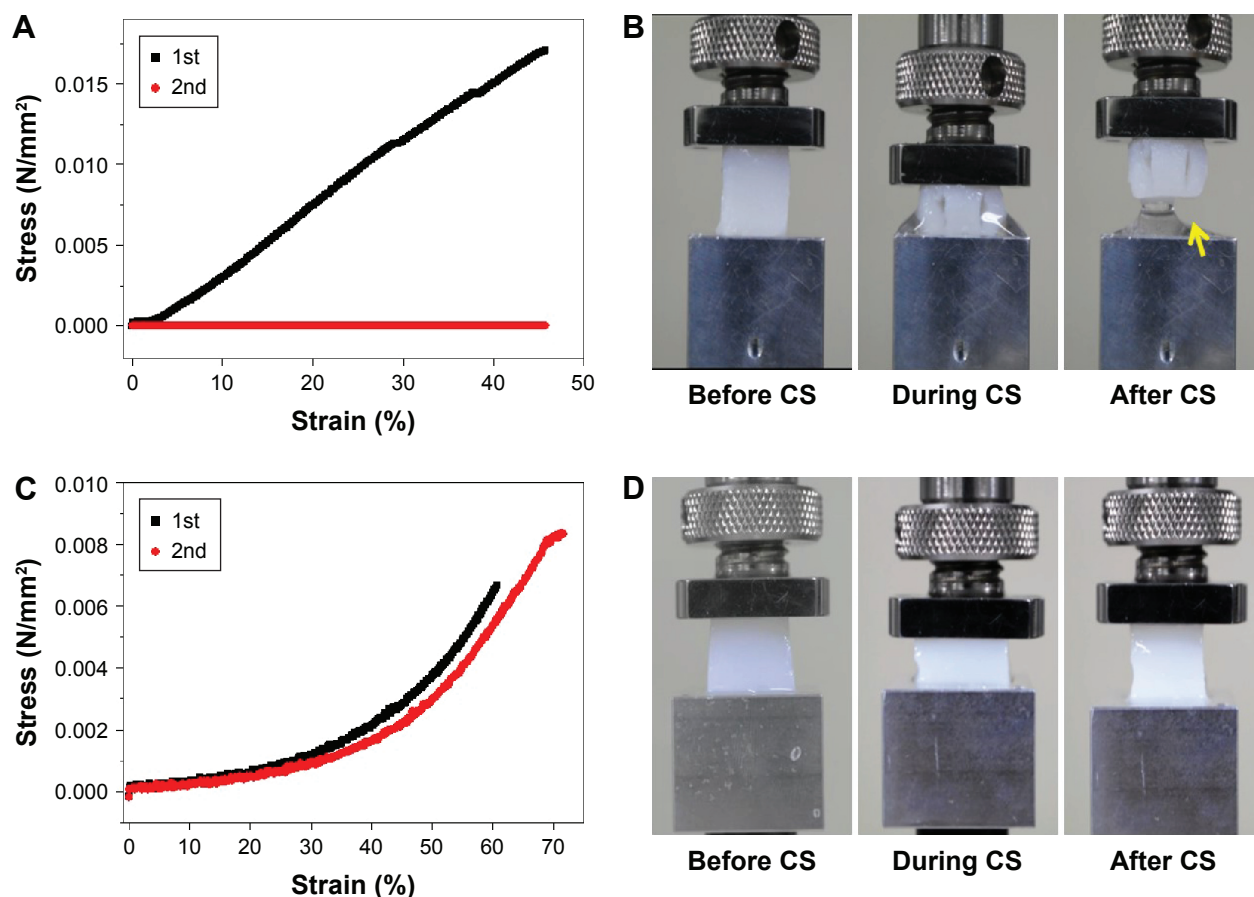 A
1st
2nd
0.015
0.010
0.005
0.000
Stress (N/mm²)
0 10 20 30 40 50
Strain (%)
B
Before CS During CS After CS
C
0.010
1st
2nd
0.008
0.006
0.004
0.002
0.000
Stress (N/mm²)
0 10 20 30 40 50 60 70
Strain (%)
D
Before CS During CS After CS